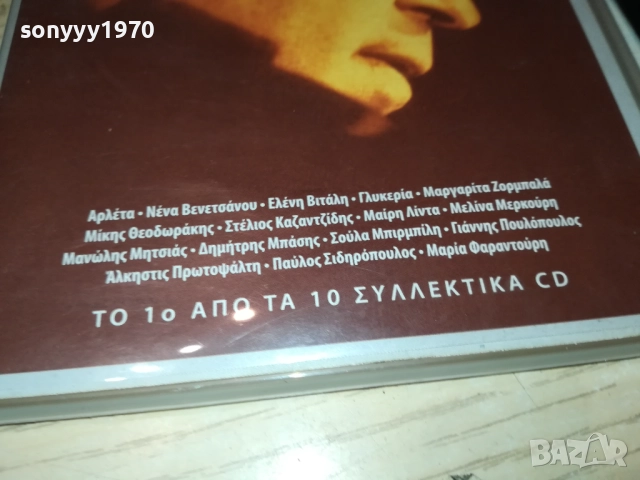 sonyyy1970
Αρλέτα • Νένα Βενετσάνου • Ελένη Βιτάλη • Γλυκερία • Μαργαρίτα Ζορμπαλά
Μίκης Θεοδωράκης • Στέλιος Καζαντζίδης • Μαίρη Λίντα • Μελίνα Μερκούρη
Μανώλης Μητσιάς • Δημήτρης Μπάσης • Σούλα Μπιρμπίλη • Γιάννης Πουλόπουλος
Άλκηστις Πρωτοψάλτη • Παύλος Σιδηρόπουλος • Μαρία Φαραντούρη
ΤΟ 1ο ΑΠΟ ΤΑ 10 ΣΥΛΛΕΚΤΙΚΑ CD
BAZAR